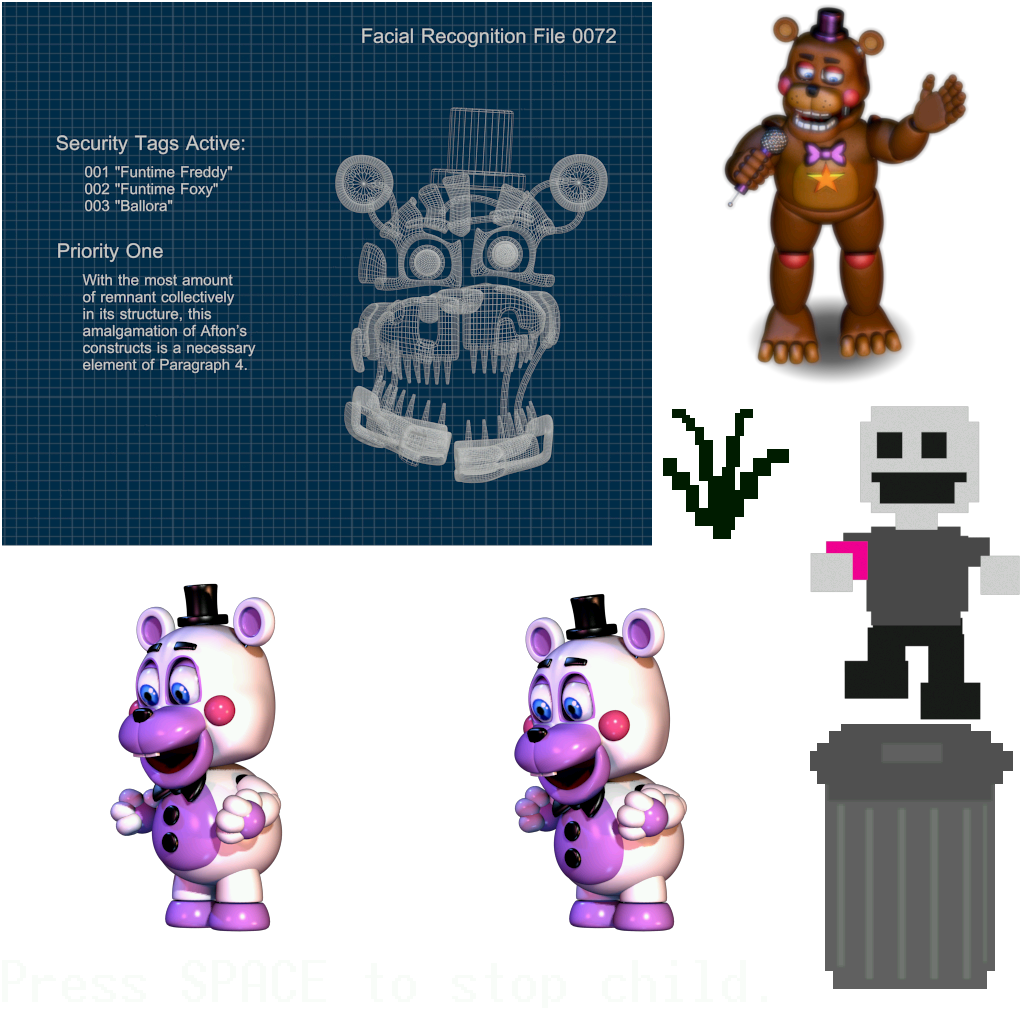 Facial Recognition File 0072
Security Tags Active:
001 "Funtime Freddy"
002 "Funtime Foxy"
003 "Ballora"
Priority One
With the most amount
of remnant collectively
in its structure, this
amalgamation of Afton's
constructs is a necessary
element of Paragraph 4.
Press SPACE to stop child.